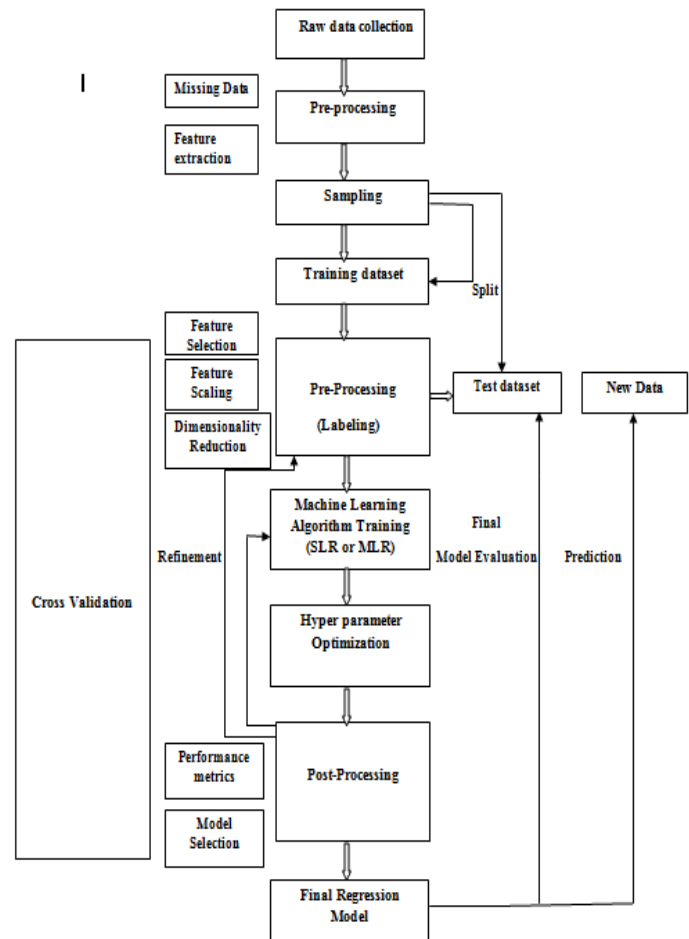 Raw data collection
Missing Data
Pre-processing
Feature
extraction
Sampling
Training dataset
Split
Feature
Selection
Feature
Scaling
Dimensionality
Reduction
Pre-Processing
(Labeling)
Test dataset
New Data
Machine Learning
Algorithm Training
(SLR or MLR)
Final
Model Evaluation
Prediction
Refinement
Cross Validation
Hyper parameter
Optimization
Performance
metrics
Post-Processing
Model
Selection
Final Regression
Model